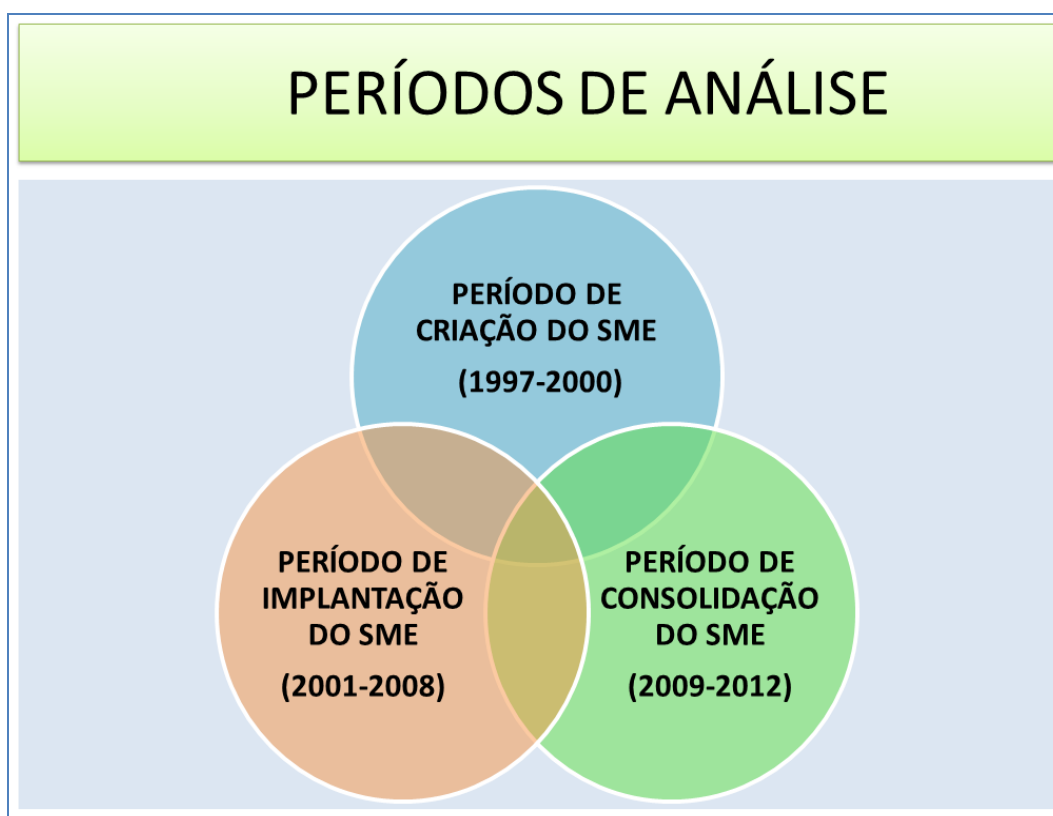 PERÍODOS DE ANÁLISE
PERÍODO DE
CRIAÇÃO DO SME
(1997-2000)
PERÍODO DE
IMPLANTAÇÃO
DO SME
(2001-2008)
PERÍODO DE
CONSOLIDAÇÃO
DO SME
(2009-2012)